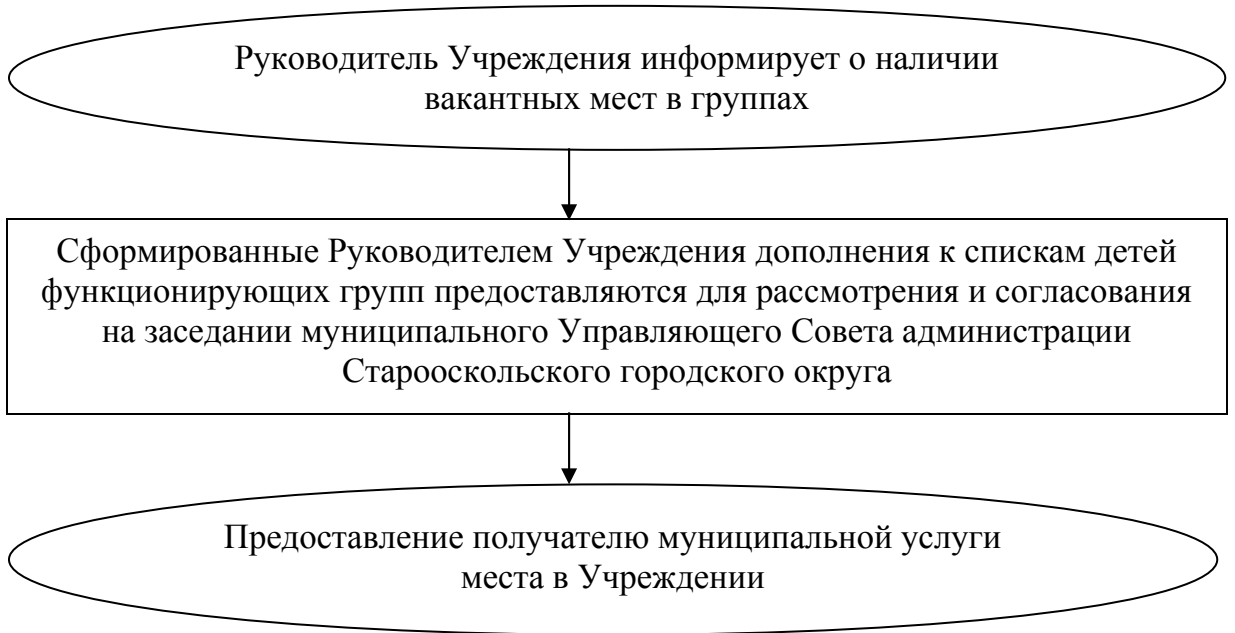 Руководитель Учреждения информирует о наличии
вакантных мест в группах
Сформированные Руководителем Учреждения дополнения к спискам детей
функционирующих групп предоставляются для рассмотрения и согласования
на заседании муниципального Управляющего Совета администрации
Старооскольского городского округа
Предоставление получателю муниципальной услуги
места в Учреждении